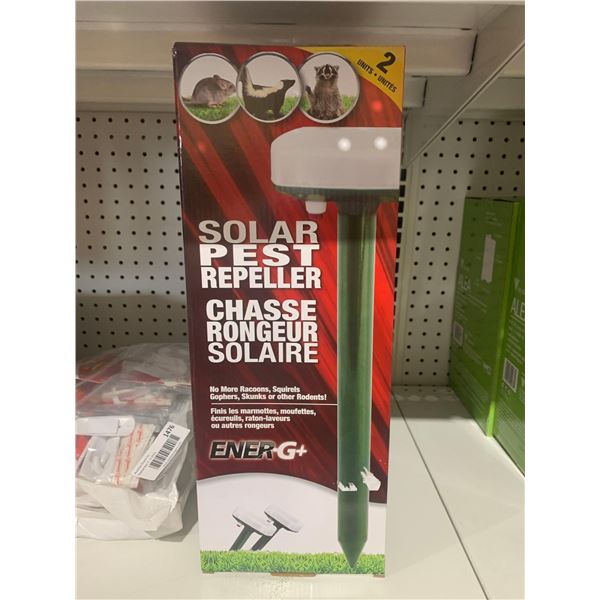 2
UNITS • UNITÉS
SOLAR
PEST
REPELLER
CHASSE
RONGEUR
SOLAIRE
No More Racoons, Squirels
Gophers, Skunks or other Rodents!
Finis les marmottes, moufettes,
écureuils, raton-laveurs
ou autres rongeurs
ENER-G+
1476